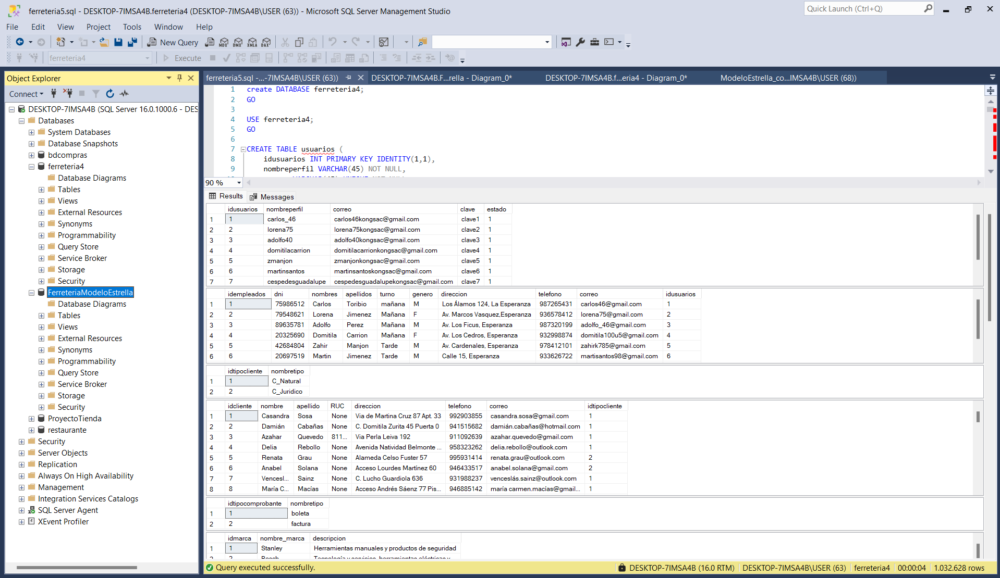 ferreteria5.sql - DESKTOP-7IMSA4B.ferreteria4 (DESKTOP-7IMSA4B\USER (63)) - Microsoft SQL Server Management Studio
Quick Launch (Ctrl+Q)
File Edit View Project Tools Window Help
New Query MDX DMX XMLA DAX
ferreteria4 Execute
Object Explorer
Connect
DESKTOP-7IMSA4B (SQL Server 16.0.1000.6 - DES
Databases
System Databases
Database Snapshots
bdcompras
ferreteria4
Database Diagrams
Tables
Views
External Resources
Synonyms
Programmability
Query Store
Service Broker
Storage
Security
FerreteriaModeloEstrella
Database Diagrams
Tables
Views
External Resources
Synonyms
Programmability
Query Store
Service Broker
Storage
Security
ProyectoTienda
restaurante
Security
Server Objects
Replication
Always On High Availability
Management
Integration Services Catalogs
SQL Server Agent
XEvent Profiler
ferreteria5.sql -...-7IMSA4B\USER (63)) DESKTOP-7IMSA4B.F...rella - Diagram_0* DESKTOP-7IMSA4B.f...eria4 - Diagram_0* ModeloEstrella_co...IMSA4B\USER (68))
1 create DATABASE ferreteria4;
2 GO
3
4 USE ferreteria4;
5 GO
6
7 CREATE TABLE usuarios (
8 idusuarios INT PRIMARY KEY IDENTITY(1,1),
9 nombreperfil VARCHAR(45) NOT NULL,
90 %
Results Messages
idusuarios nombreperfil correo clave estado
1 1 carlos_46 carlos46kongsac@gmail.com clave1 1
2 2 lorena75 lorena75kongsac@gmail.com clave2 1
3 3 adolfo40 adolfo40kongsac@gmail.com clave3 1
4 4 domitilacarrion domitilacarrionkongsac@gmail.com clave4 1
5 5 zmanjon zmanjonkongsac@gmail.com clave5 1
6 6 martinsantos martinsantoskongsac@gmail.com clave6 1
7 7 cespedesguadalupe cespedesguadalupekongsac@gmail.com clave7 1
idempleados dni nombres apellidos turno genero direccion telefono correo idusuarios
1 1 75986512 Carlos Toribio mañana M Los Álamos 124, La Esperanza 987265431 carlos46@gmail.com 1
2 2 79548621 Lorena Jimenez Mañana F Av. Marcos Vasquez,Esperanza 936578412 lorena75@gmail.com 2
3 3 89635781 Adolfo Perez Mañana M Av. Los Ficus, Esperanza 987320199 adolfo_46@gmail.com 3
4 4 20325690 Domitila Carrion Mañana F Av. Los Cedros, Esperanza 932998874 domitila100u5@gmail.com 4
5 5 42684804 Zahir Manjon Tarde M Av. Cardenales, Esperanza 978412101 zahirk785@gmail.com 5
6 6 20697519 Martin Jimenez Tarde M Calle 15, Esperanza 933626722 martisantos98@gmail.com 6
idtipocliente nombretipo
1 1 C_Natural
2 2 C_Juridico
idcliente nombre apellido RUC direccion telefono correo idtipocliente
1 1 Casandra Sosa None Via de Martina Cruz 87 Apt. 33 992903855 casandra.sosa@gmail.com 1
2 2 Damián Cabañas None C. Domitila Zurita 45 Puerta 0 941515682 damián.cabañas@hotmail.com 1
3 3 Azahar Quevedo 811... Via Perla Leiva 192 911092639 azahar.quevedo@gmail.com 1
4 4 Delia Rebollo None Avenida Natividad Belmonte ... 958323262 delia.rebollo@outlook.com 1
5 5 Renata Grau None Alameda Celso Fuster 57 995931414 renata.grau@outlook.com 2
6 6 Anabel Solana None Acceso Lourdes Martínez 60 946433517 anabel.solana@gmail.com 2
7 7 Vencesl... Sainz None C. Lucho Guardiola 636 931988237 venceslás.sainz@outlook.com 1
8 8 María C... Macías None Acceso Andrés Sáenz 77 Pis... 946885142 maría carmen.macías@gmail... 1
idtipocomprobante nombretipo
1 1 boleta
2 2 factura
idmarca nombre_marca descripcion
1 1 Stanley Herramientas manuales y productos de seguridad
Query executed successfully. DESKTOP-7IMSA4B (16.0 RTM) DESKTOP-7IMSA4B\USER (63) ferreteria4 00:00:04 1.032.628 rows